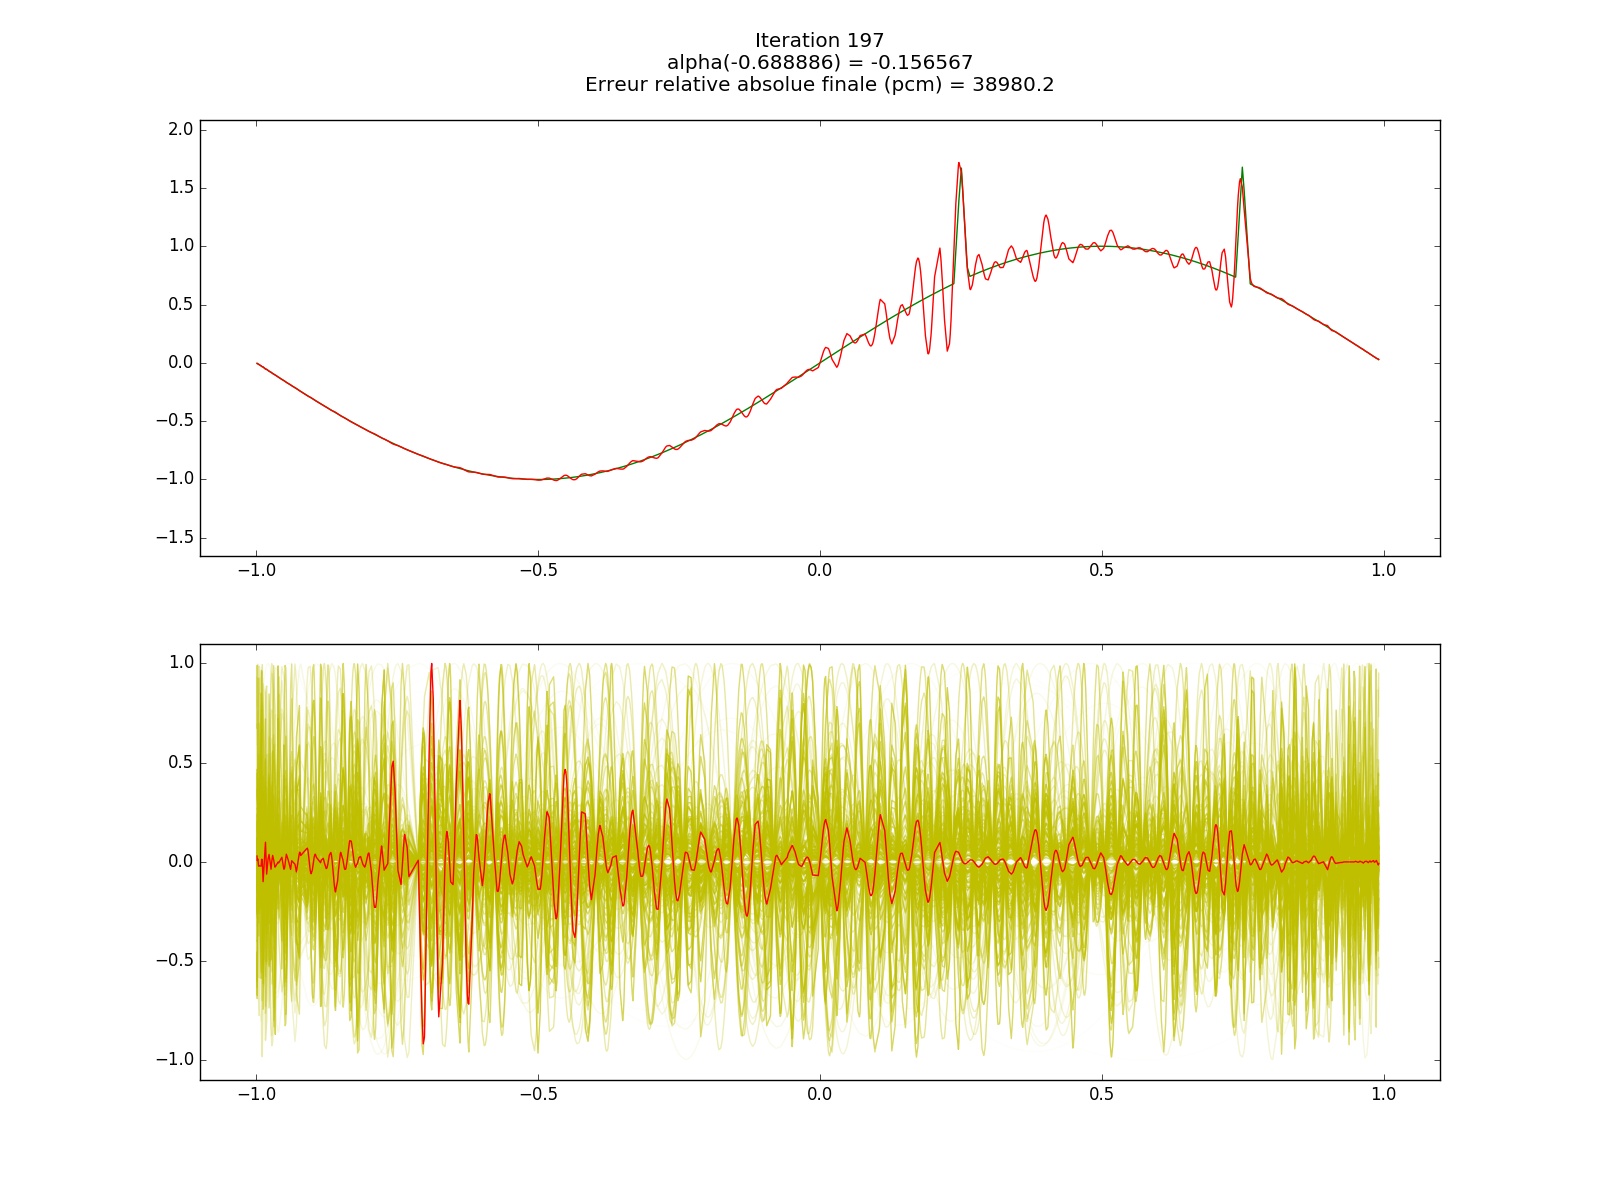 Iteration 197
alpha(-0.688886) = -0.156567
Erreur relative absolue finale (pcm) = 38980.2
2.0
1.5
1.0
0.5
0.0
−0.5
−1.0
−1.5
−1.0 −0.5 0.0 0.5 1.0
1.0
0.5
0.0
−0.5
−1.0
−1.0 −0.5 0.0 0.5 1.0